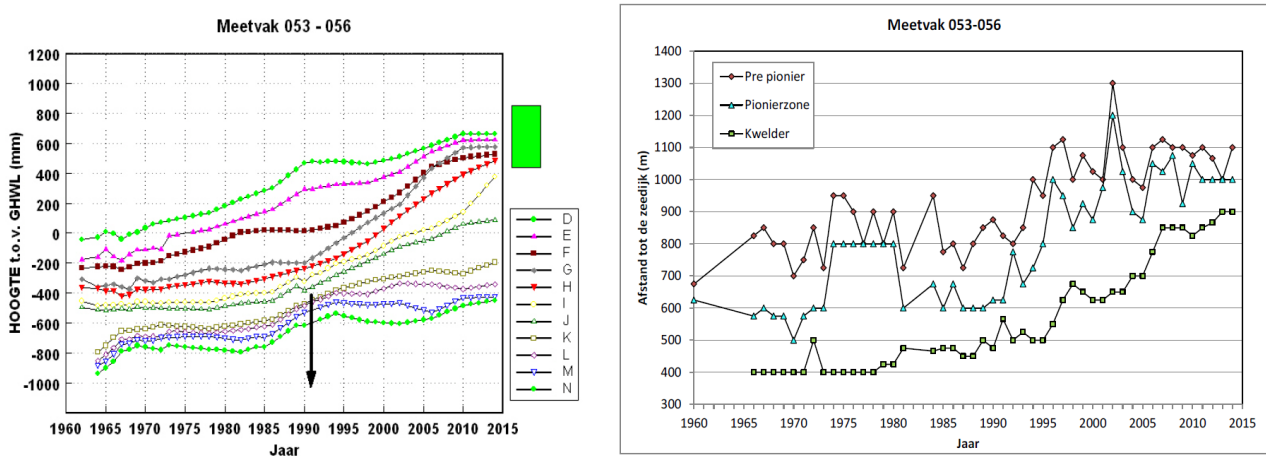 Meetvak 053 - 056
HOOGTE t.o.v. GHWL (mm)
1200
1000
800
600
400
200
0
-200
-400
-600
-800
-1000
1960 1965 1970 1975 1980 1985 1990 1995 2000 2005 2010 2015
Jaar
D
E
F
G
H
I
J
K
L
M
N
Meetvak 053-056
Afstand tot de zeedijk (m)
1400
1300
1200
1100
1000
900
800
700
600
500
400
300
Pre pionier
Pionierzone
Kwelder
1960 1965 1970 1975 1980 1985 1990 1995 2000 2005 2010 2015
Jaar